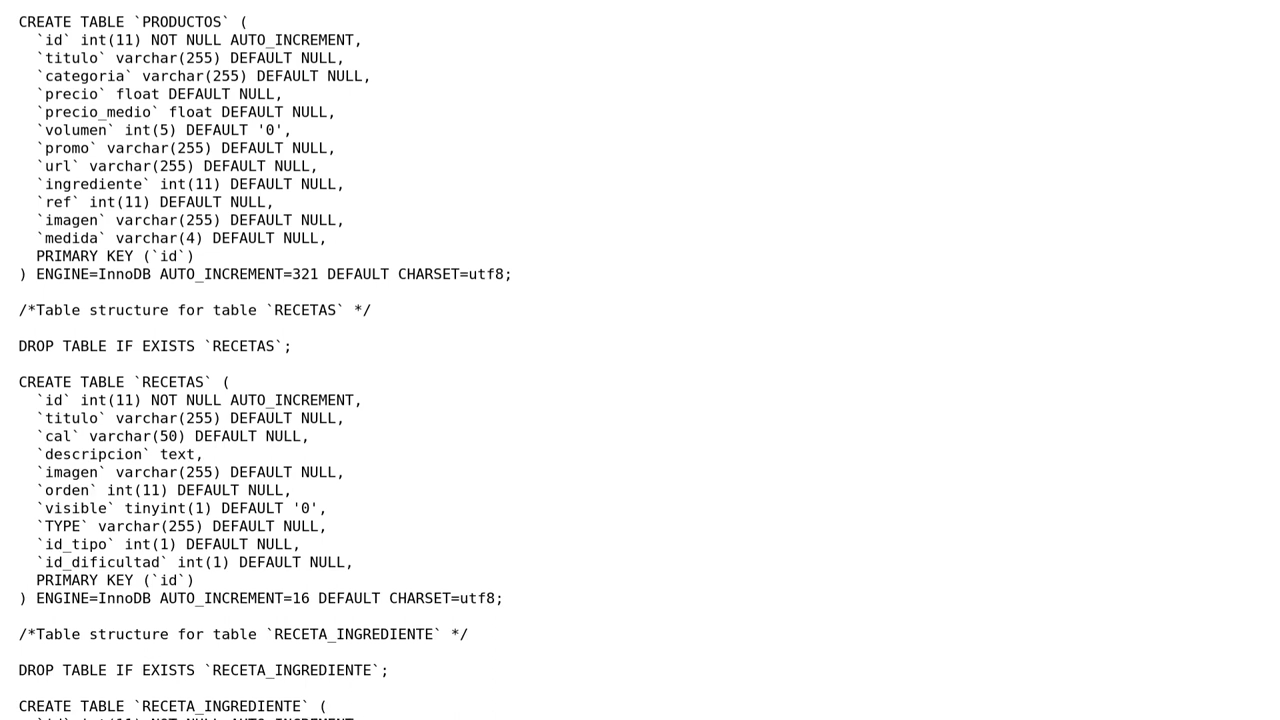 CREATE TABLE `PRODUCTOS` (
  `id` int(11) NOT NULL AUTO_INCREMENT,
  `titulo` varchar(255) DEFAULT NULL,
  `categoria` varchar(255) DEFAULT NULL,
  `precio` float DEFAULT NULL,
  `precio_medio` float DEFAULT NULL,
  `volumen` int(5) DEFAULT '0',
  `promo` varchar(255) DEFAULT NULL,
  `url` varchar(255) DEFAULT NULL,
  `ingrediente` int(11) DEFAULT NULL,
  `ref` int(11) DEFAULT NULL,
  `imagen` varchar(255) DEFAULT NULL,
  `medida` varchar(4) DEFAULT NULL,
  PRIMARY KEY (`id`)
) ENGINE=InnoDB AUTO_INCREMENT=321 DEFAULT CHARSET=utf8;

/*Table structure for table `RECETAS` */

DROP TABLE IF EXISTS `RECETAS`;

CREATE TABLE `RECETAS` (
  `id` int(11) NOT NULL AUTO_INCREMENT,
  `titulo` varchar(255) DEFAULT NULL,
  `cal` varchar(50) DEFAULT NULL,
  `descripcion` text,
  `imagen` varchar(255) DEFAULT NULL,
  `orden` int(11) DEFAULT NULL,
  `visible` tinyint(1) DEFAULT '0',
  `TYPE` varchar(255) DEFAULT NULL,
  `id_tipo` int(1) DEFAULT NULL,
  `id_dificultad` int(1) DEFAULT NULL,
  PRIMARY KEY (`id`)
) ENGINE=InnoDB AUTO_INCREMENT=16 DEFAULT CHARSET=utf8;

/*Table structure for table `RECETA_INGREDIENTE` */

DROP TABLE IF EXISTS `RECETA_INGREDIENTE`;

CREATE TABLE `RECETA_INGREDIENTE` (